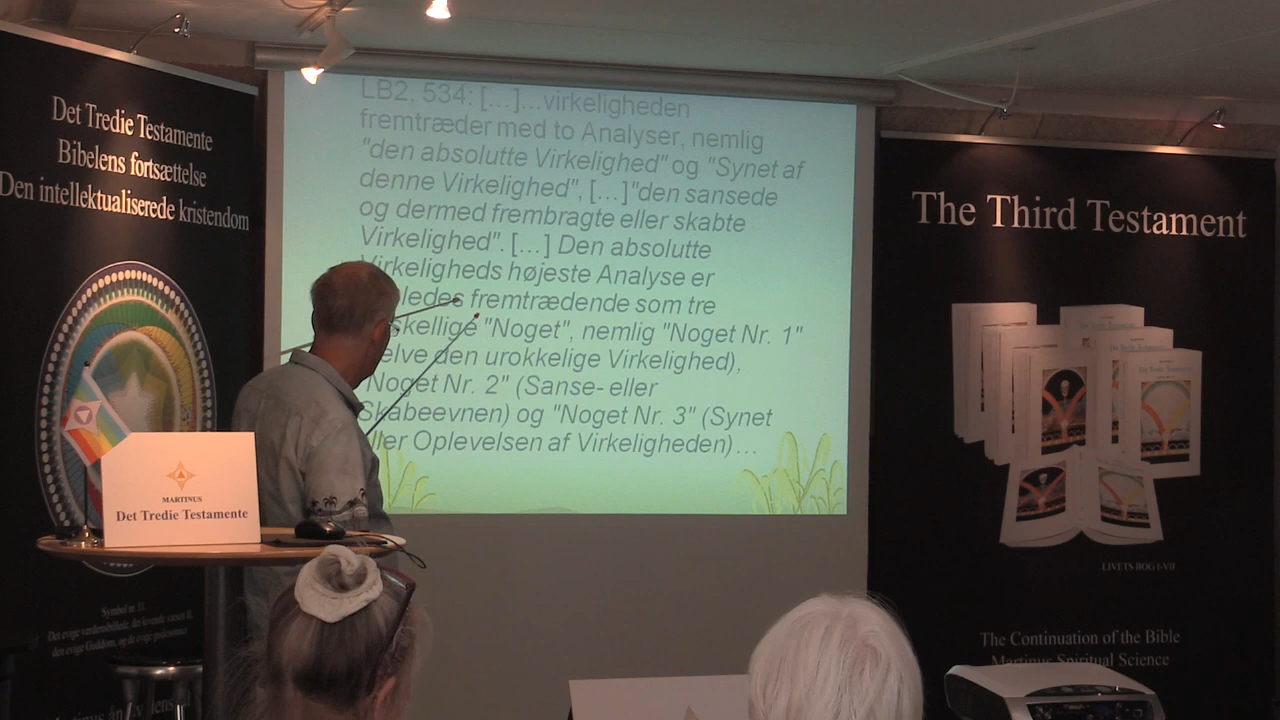 Det Tredie Testamente
Bibelens fortsættelse
Den intellektualiserede kristendom
MARTINUS
Det Tredie Testamente
Symbol nr. 11.
Det evige verdensbillede, det levende væsen II,
den evige Guddom, og de evige gudesønner.
LB2, 534: […]…virkeligheden
fremtræder med to Analyser, nemlig
"den absolutte Virkelighed" og "Synet af
denne Virkelighed", […]"den sansede
og dermed frembragte eller skabte
Virkelighed". […] Den absolutte
Virkeligheds højeste Analyse er
ledes fremtrædende som tre
skellige "Noget", nemlig "Noget Nr. 1"
elve den urokkelige Virkelighed),
"Noget Nr. 2" (Sanse- eller
Skabeevnen) og "Noget Nr. 3" (Synet
ller Oplevelsen af Virkeligheden)…
The Third Testament
LIVETS BOG I-VII
The Continuation of the Bible
Martinus Spiritual Science